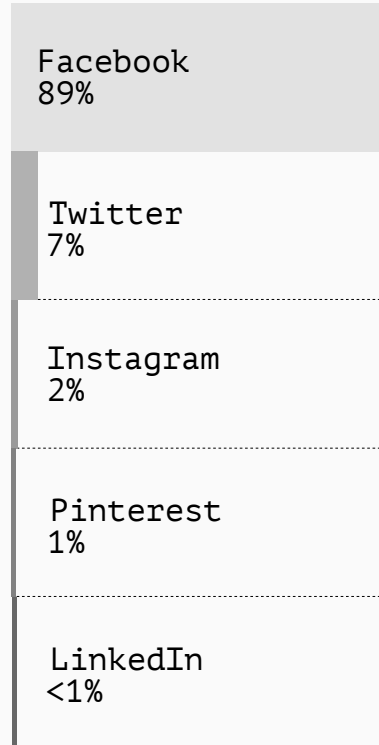 Facebook
89%
Twitter
7%
Instagram
2%
Pinterest
1%
LinkedIn
<1%